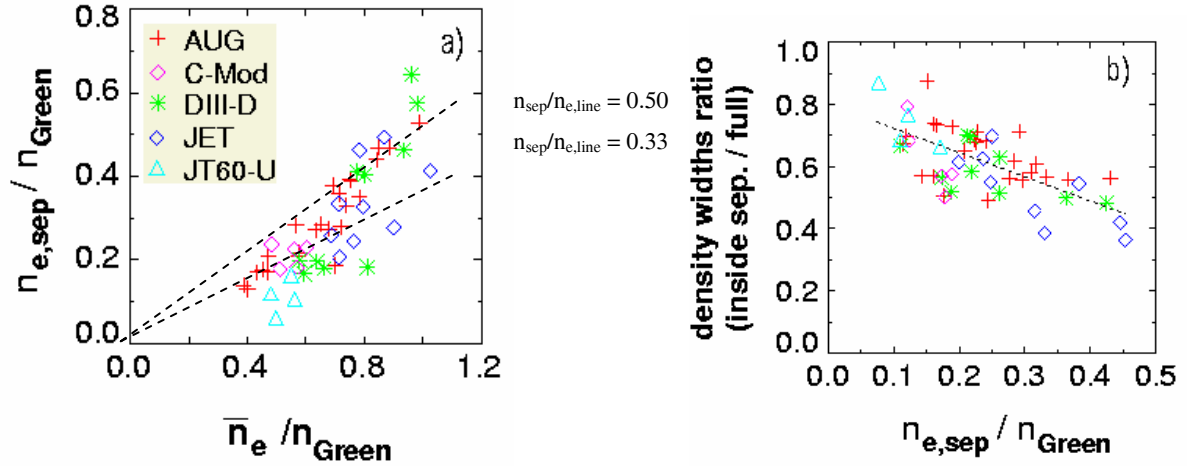 n_e,sep / n_Green
0.8
0.6
0.4
0.2
0.0
a)
AUG
C-Mod
DIII-D
JET
JT60-U
0.0
0.4
0.8
1.2
n̅_e /n_Green
n_sep/n_e,line = 0.50
n_sep/n_e,line = 0.33
density widths ratio
(inside sep. / full)
1.0
0.8
0.6
0.4
0.2
0.0
b)
0.0
0.1
0.2
0.3
0.4
0.5
n_e,sep / n_Green